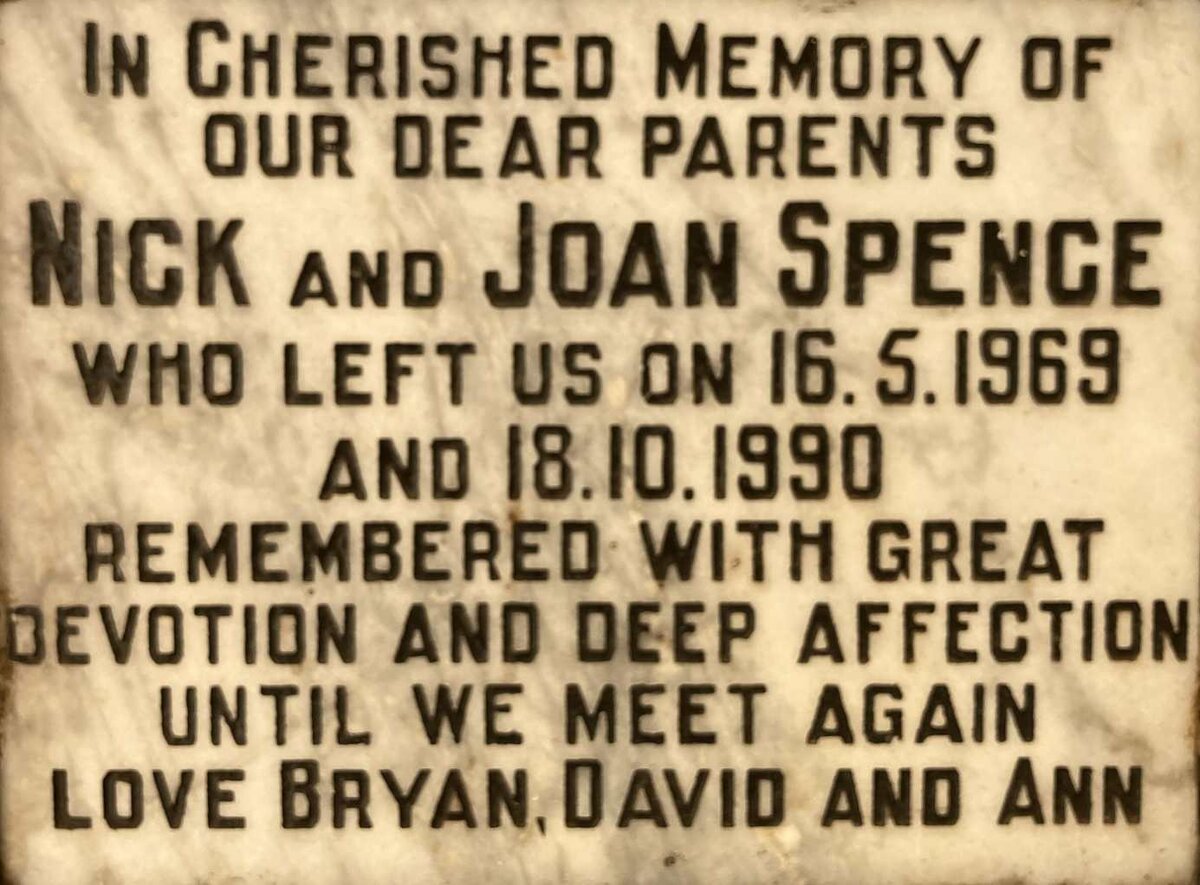 IN CHERISHED MEMORY OF
OUR DEAR PARENTS
NICK AND JOAN SPENCE
WHO LEFT US ON 16.5.1969
AND 18.10.1990
REMEMBERED WITH GREAT
DEVOTION AND DEEP AFFECTION
UNTIL WE MEET AGAIN
LOVE BRYAN, DAVID AND ANN